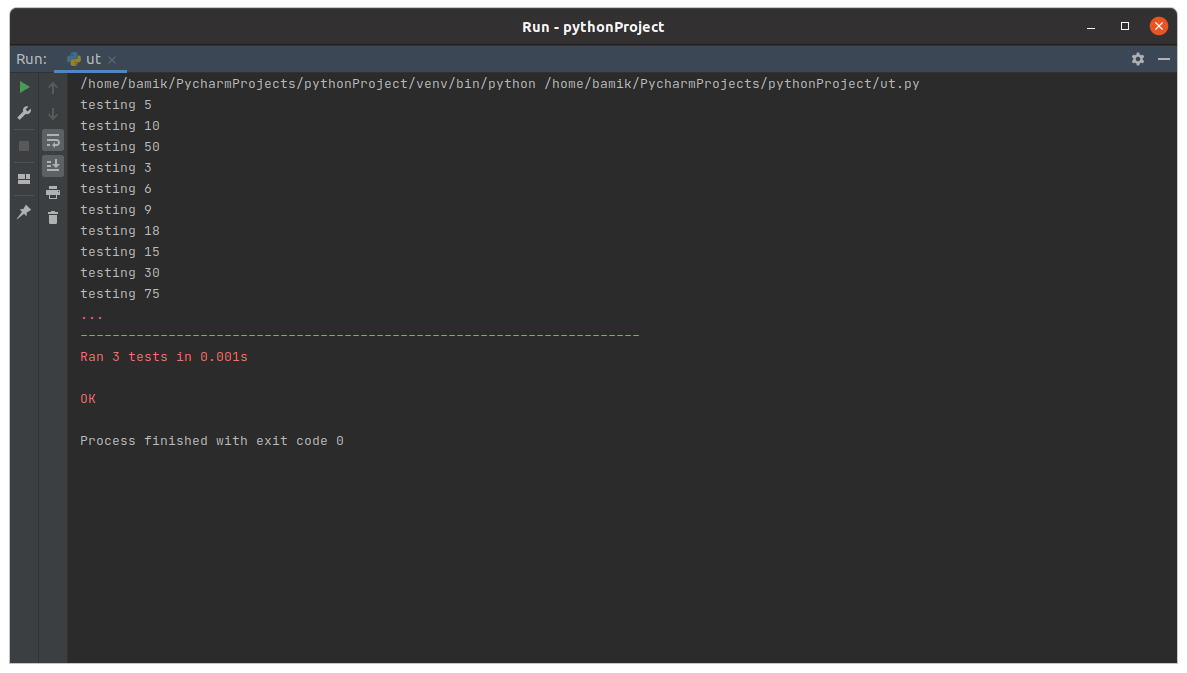 Run - pythonProject
Run: ut
/home/bamik/PycharmProjects/pythonProject/venv/bin/python /home/bamik/PycharmProjects/pythonProject/ut.py
testing 5
testing 10
testing 50
testing 3
testing 6
testing 9
testing 18
testing 15
testing 30
testing 75
...
----------------------------------------------------------------------
Ran 3 tests in 0.001s
OK
Process finished with exit code 0